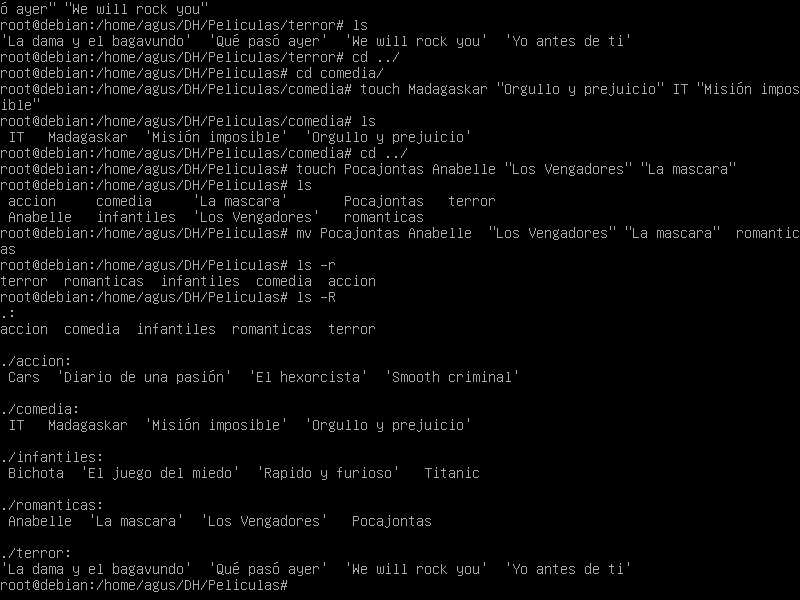 ó ayer" "We will rock you"
root@debian:/home/agus/DH/Peliculas/terror# ls
'La dama y el bagavundo'  'Qué pasó ayer'  'We will rock you'  'Yo antes de ti'
root@debian:/home/agus/DH/Peliculas/terror# cd ../
root@debian:/home/agus/DH/Peliculas# cd comedia/
root@debian:/home/agus/DH/Peliculas/comedia# touch Madagaskar "Orgullo y prejuicio" IT "Misión impos
ible"
root@debian:/home/agus/DH/Peliculas/comedia# ls
 IT   Madagaskar  'Misión imposible'  'Orgullo y prejuicio'
root@debian:/home/agus/DH/Peliculas/comedia# cd ../
root@debian:/home/agus/DH/Peliculas# touch Pocajontas Anabelle "Los Vengadores" "La mascara"
root@debian:/home/agus/DH/Peliculas# ls
 accion     comedia     'La mascara'       Pocajontas   terror
 Anabelle   infantiles  'Los Vengadores'   romanticas
root@debian:/home/agus/DH/Peliculas# mv Pocajontas Anabelle  "Los Vengadores" "La mascara"  romantic
as
root@debian:/home/agus/DH/Peliculas# ls -r
terror  romanticas  infantiles  comedia  accion
root@debian:/home/agus/DH/Peliculas# ls -R
.:
accion  comedia  infantiles  romanticas  terror

./accion:
 Cars  'Diario de una pasión'  'El hexorcista'  'Smooth criminal'

./comedia:
 IT   Madagaskar  'Misión imposible'  'Orgullo y prejuicio'

./infantiles:
 Bichota  'El juego del miedo'  'Rapido y furioso'   Titanic

./romanticas:
 Anabelle  'La mascara'  'Los Vengadores'   Pocajontas

./terror:
'La dama y el bagavundo'  'Qué pasó ayer'  'We will rock you'  'Yo antes de ti'
root@debian:/home/agus/DH/Peliculas#